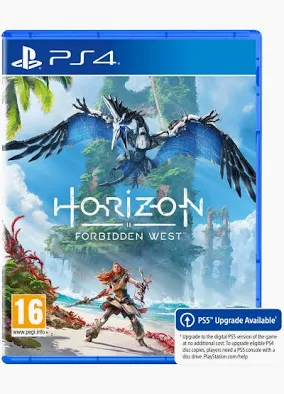 PS4
HORIZON
II
FORBIDDEN WEST
16
www.pegi.info
PS5™ Upgrade Available*
* Upgrade to the digital PS5 version of the game
at no additional cost. To upgrade eligible PS4
disc copies, players need a PS5 console with a
disc drive. PlayStation.com/help